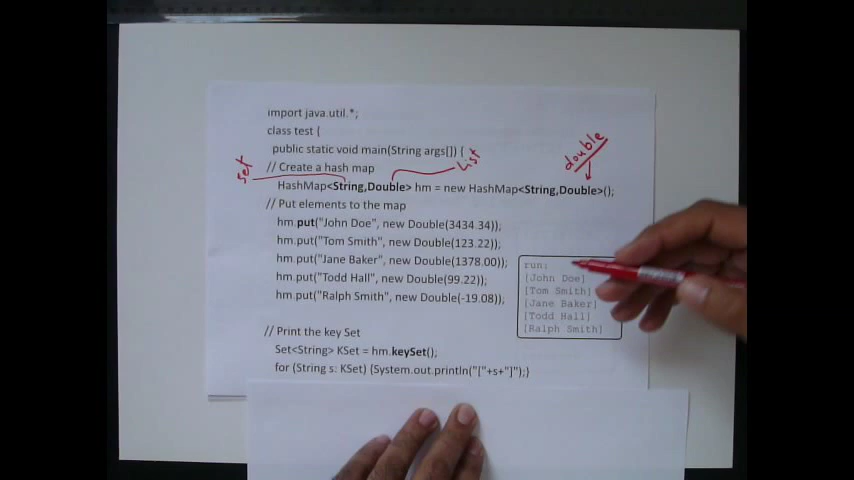 import java.util.*;
class test {
public static void main(String args[]) {
// Create a hash map
set
List
double
HashMap<String,Double> hm = new HashMap<String,Double>();
// Put elements to the map
hm.put("John Doe", new Double(3434.34));
hm.put("Tom Smith", new Double(123.22));
hm.put("Jane Baker", new Double(1378.00));
hm.put("Todd Hall", new Double(99.22));
hm.put("Ralph Smith", new Double(-19.08));
run:
[John Doe]
[Tom Smith]
[Jane Baker]
[Todd Hall]
[Ralph Smith]
// Print the key Set
Set<String> KSet = hm.keySet();
for (String s: KSet) {System.out.println("["+s+"]");}